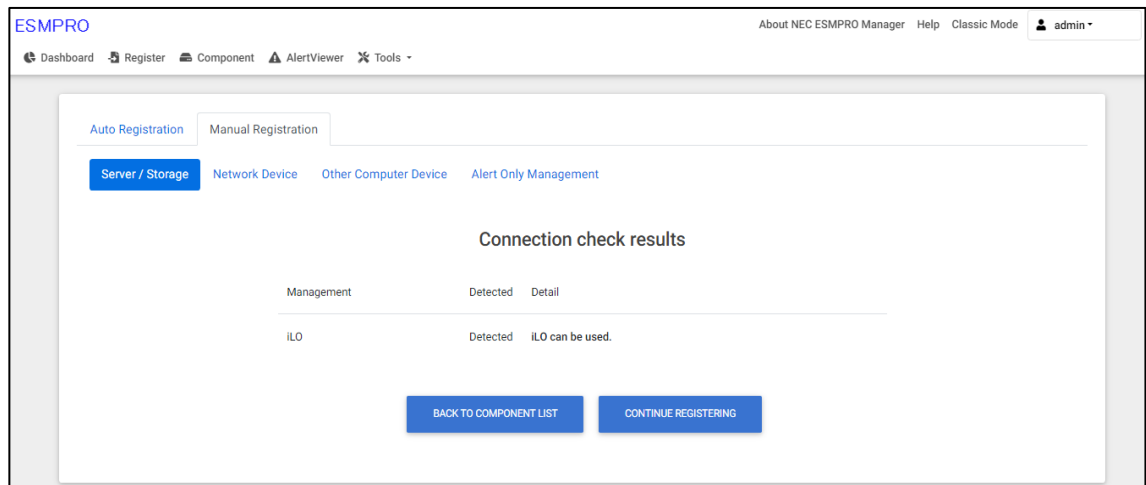 ESMPRO
About NEC ESMPRO Manager Help Classic Mode admin
Dashboard Register Component AlertViewer Tools
Auto Registration Manual Registration
Server / Storage Network Device Other Computer Device Alert Only Management
Connection check results
Management Detected Detail
iLO Detected iLO can be used.
BACK TO COMPONENT LIST CONTINUE REGISTERING